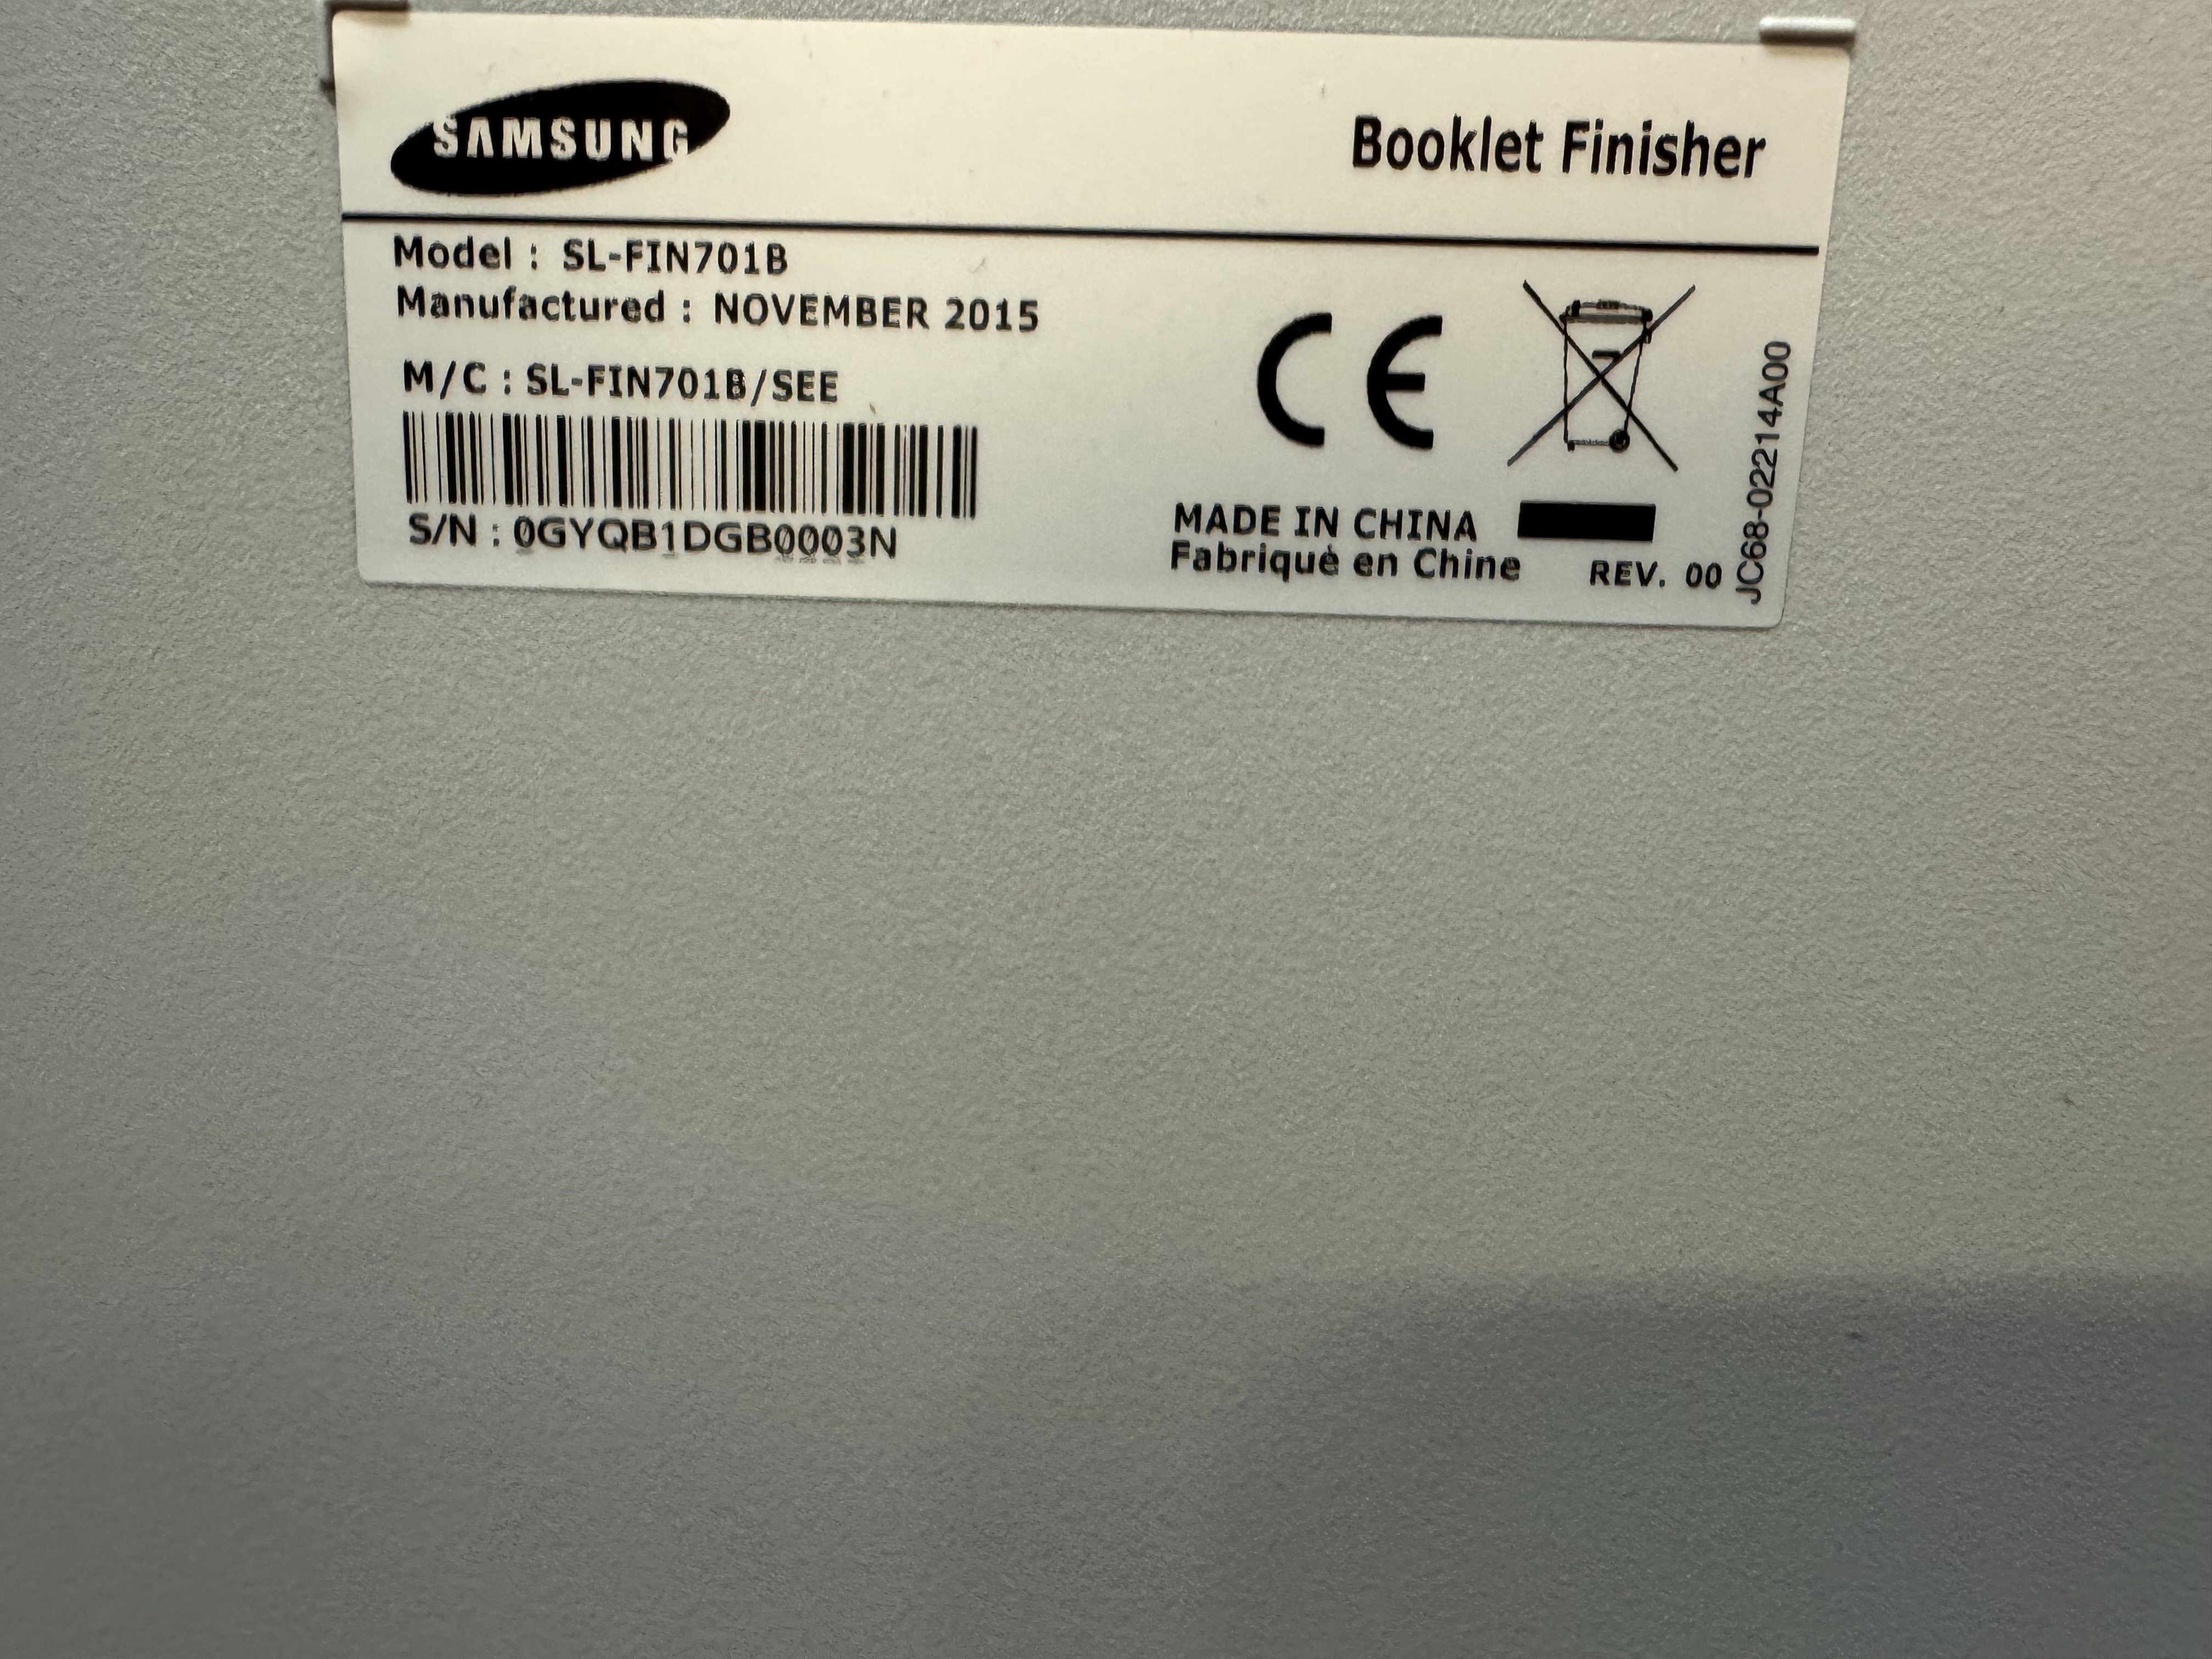 SAMSUNG
Booklet Finisher
Model : SL-FIN701B
Manufactured : NOVEMBER 2015
M/C : SL-FIN701B/SEE
S/N : 0GYQB1DGB0003N
CE
MADE IN CHINA
Fabriqué en Chine
REV. 00
JC68-02214A00